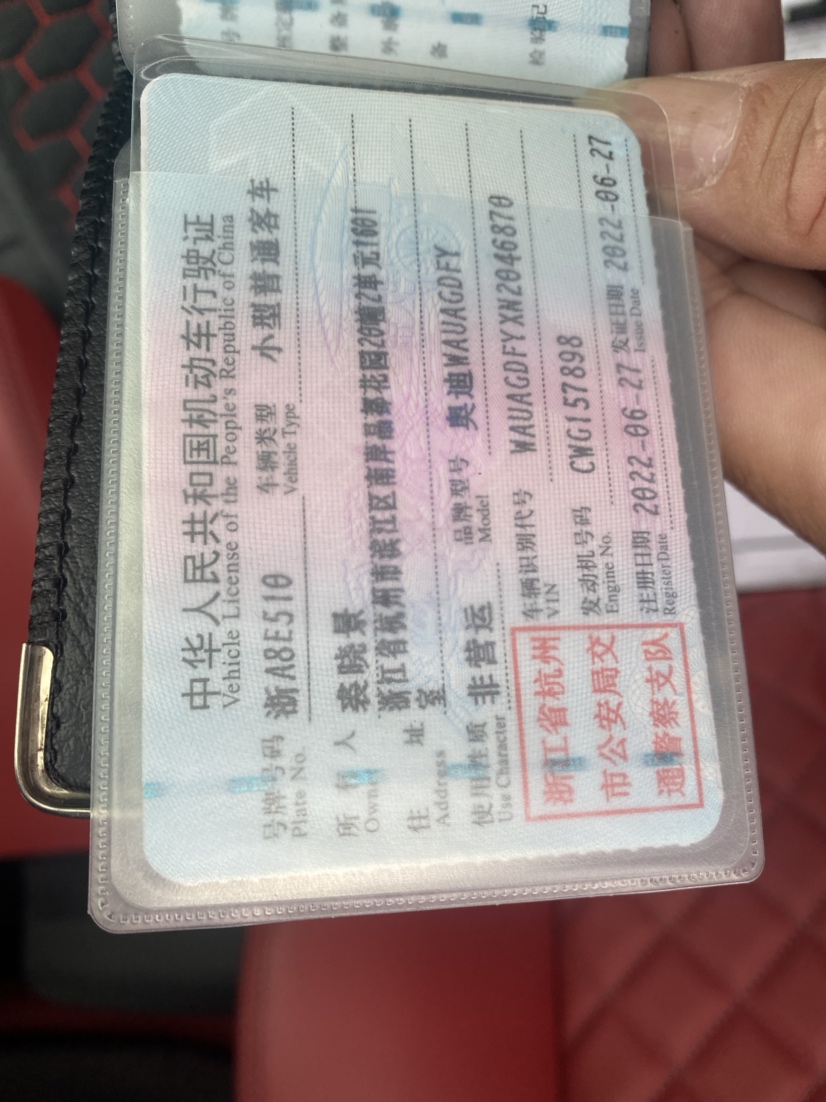 中华人民共和国机动车行驶证
Vehicle License of the People's Republic of China
号牌号码 浙A8E510 车辆类型 小型普通客车
Plate No. Vehicle Type
所有人 裘晓景
Owner
住址 浙江省杭州市滨江区南岸晶都花园20幢2单元1601
Address 室
使用性质 非营运 品牌型号 奥迪WAUAGDFY
Use Character Model
车辆识别代号 WAUAGDFYXN2046870
VIN
发动机号码 CWG157898
Engine No.
注册日期 2022-06-27 发证日期 2022-06-27
Register Date Issue Date
浙江省杭州
市公安局交
通警察支队